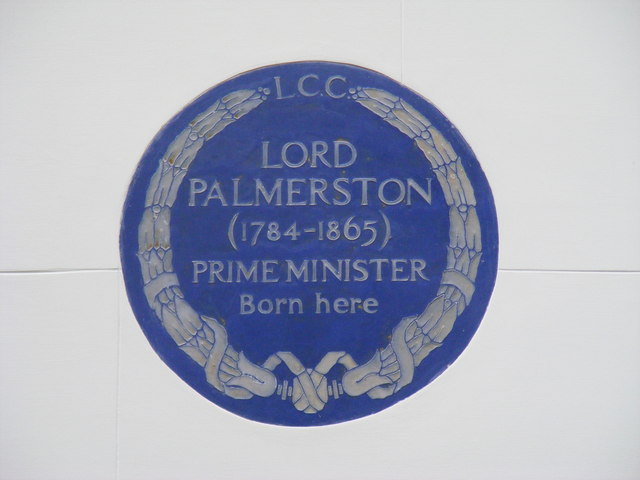 L.C.C.
LORD
PALMERSTON
(1784-1865)
PRIME MINISTER
Born here